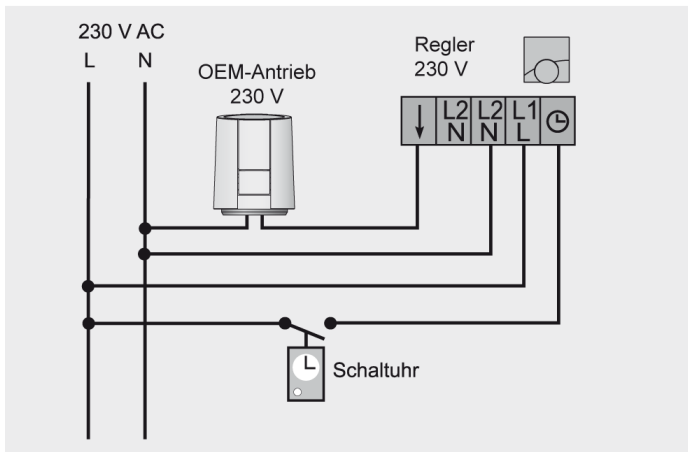 230 V AC
L N
OEM-Antrieb
230 V
Regler
230 V
L2 L2 L1
N N L
Schaltuhr